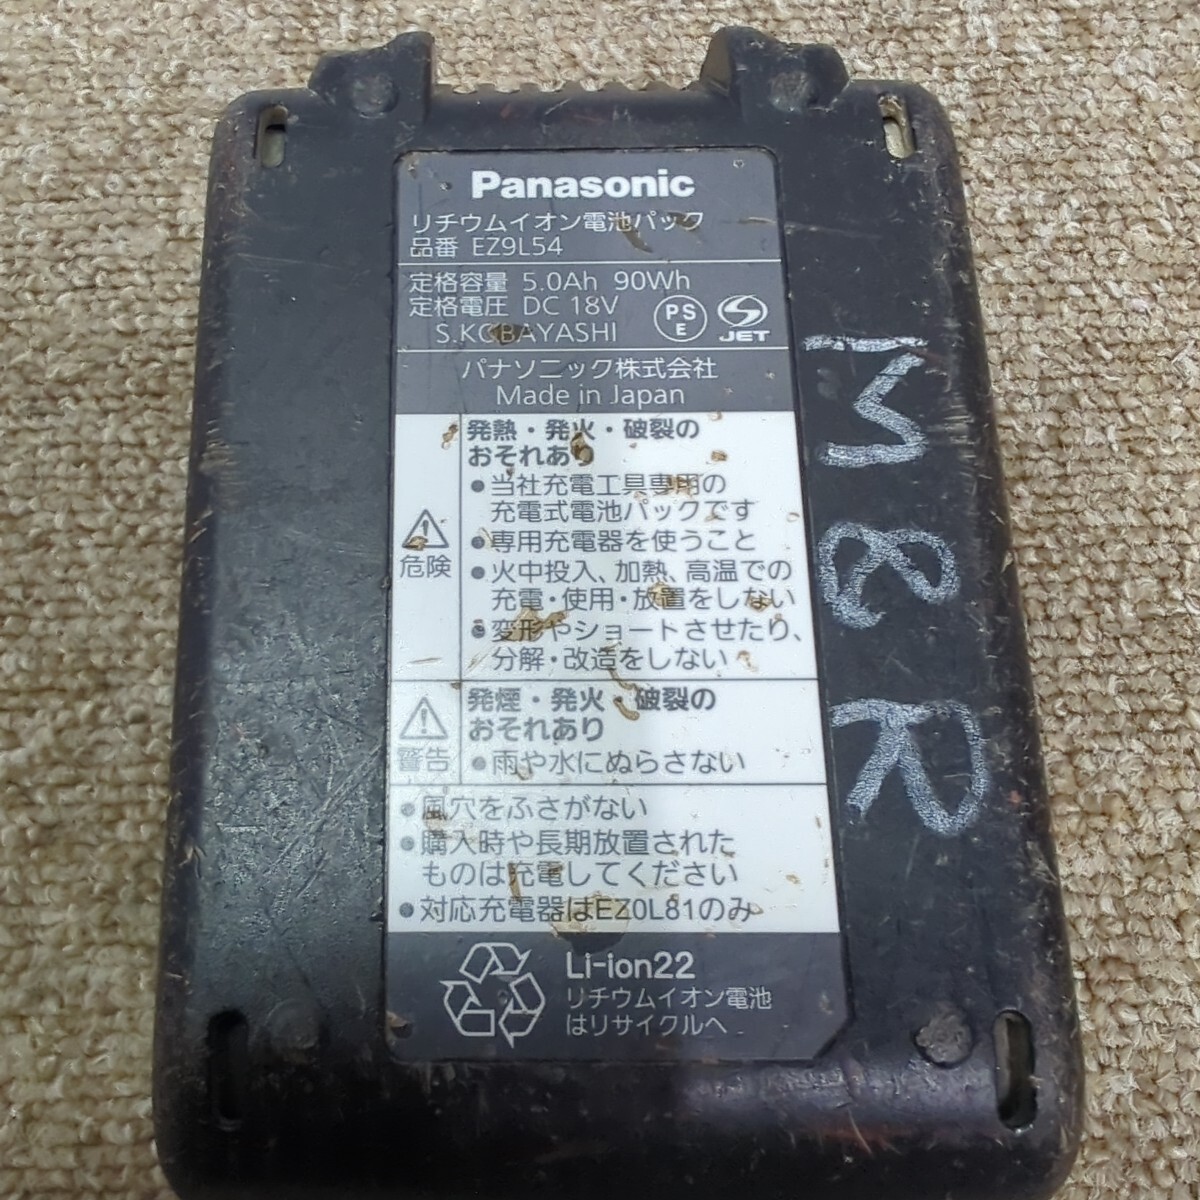 Panasonic
リチウムイオン電池パック
品番 EZ9L54
定格容量 5.0Ah 90Wh
定格電圧 DC 18V
PS
E
JET
S.KOBAYASHI
パナソニック株式会社
Made in Japan
危険
発熱・発火・破裂の
おそれあり
●当社充電工具専用の
充電式電池パックです
●専用充電器を使うこと
●火中投入、加熱、高温での
充電・使用・放置をしない
●変形やショートさせたり、
分解・改造をしない
警告
発煙・発火・破裂の
おそれあり
●雨や水にぬらさない
●風穴をふさがない
●購入時や長期放置された
ものは充電してください
●対応充電器はEZ0L81のみ
Li-ion22
リチウムイオン電池
はリサイクルへ